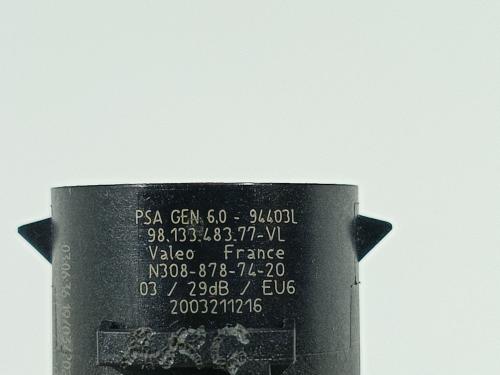 PSA GEN 6.0 - 94403L
98.133.483.77-VL
Valeo France
N308-878-74-20
03 / 29dB / EU6
2003211216